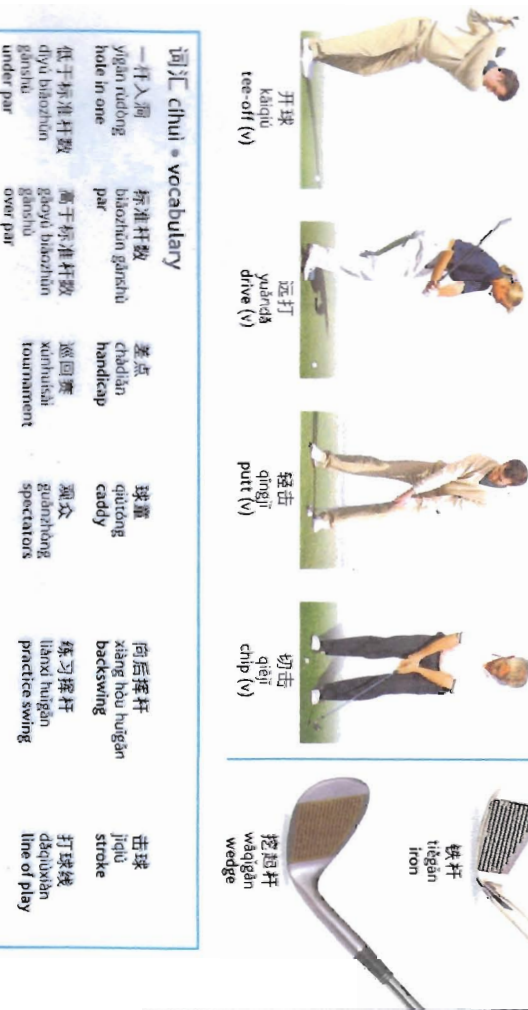 开球
kāiqiú
tee-off (v)
远打
yuǎndǎ
drive (v)
轻击
qīngjī
putt (v)
切击
qiējī
chip (v)
铁杆
tiěgān
iron
挖起杆
wāqǐgān
wedge
词汇 cíhuì • vocabulary
一杆入洞
yīgān rùdòng
hole in one
标准杆数
biāozhǔn gānshù
par
差点
chàdiǎn
handicap
球童
qiútóng
caddy
向后挥杆
xiàng hòu huīgān
backswing
击球
jīqiú
stroke
低于标准杆数
dīyú biāozhǔn
gānshù
under par
高于标准杆数
gāoyú biāozhǔn
gānshù
over par
巡回赛
xúnhuísài
tournament
观众
guānzhòng
spectators
练习挥杆
liànxí huīgān
practice swing
打球线
dǎqiúxiàn
line of play